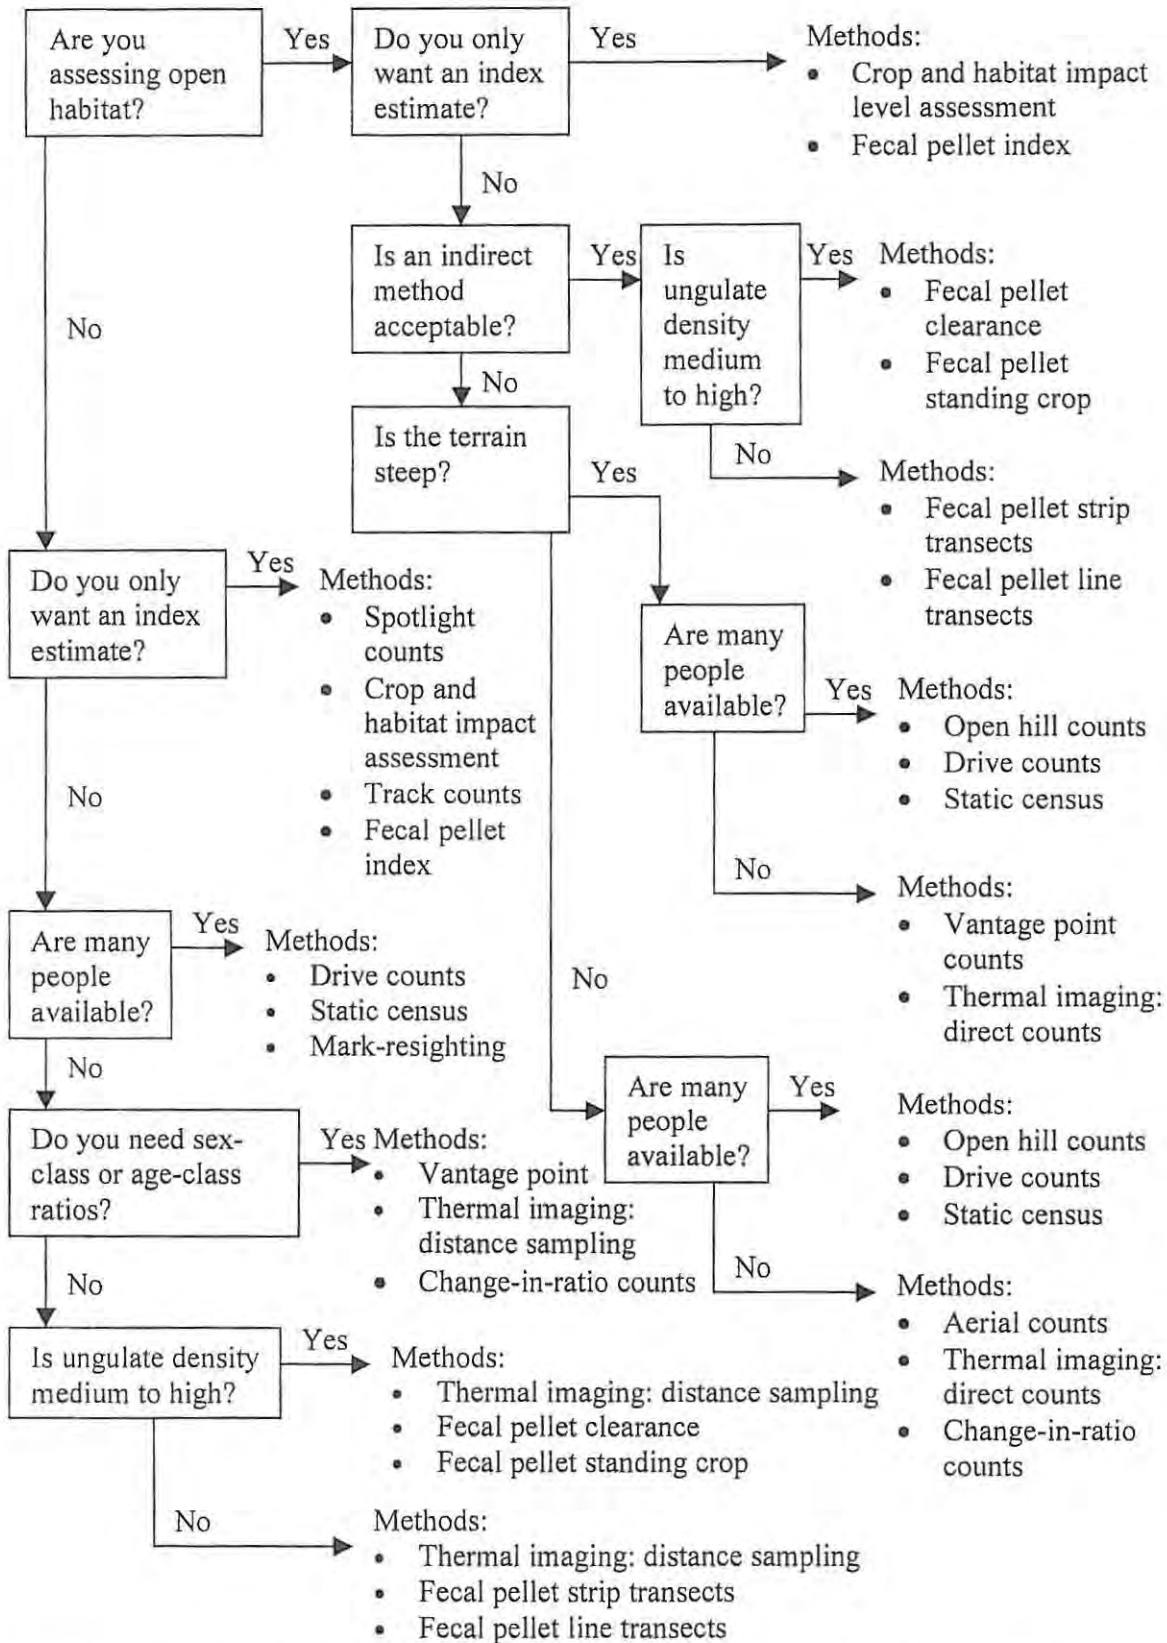 Are you
assessing open
habitat?
Yes
Do you only
want an index
estimate?
Yes
Methods:
• Crop and habitat impact
level assessment
• Fecal pellet index
No
Is an indirect
method
acceptable?
Yes
Is
ungulate
density
medium
to high?
Yes
Methods:
• Fecal pellet
clearance
• Fecal pellet
standing crop
No
Methods:
• Fecal pellet strip
transects
• Fecal pellet line
transects
No
Is the terrain
steep?
Yes
Are many
people
available?
Yes
Methods:
• Open hill counts
• Drive counts
• Static census
No
Methods:
• Vantage point
counts
• Thermal imaging:
direct counts
No
Are many
people
available?
Yes
Methods:
• Open hill counts
• Drive counts
• Static census
No
Methods:
• Aerial counts
• Thermal imaging:
direct counts
• Change-in-ratio
counts
No
Do you only
want an index
estimate?
Yes
Methods:
• Spotlight
counts
• Crop and
habitat impact
assessment
• Track counts
• Fecal pellet
index
No
Are many
people
available?
Yes
Methods:
• Drive counts
• Static census
• Mark-resighting
No
Do you need sex-
class or age-class
ratios?
Yes
Methods:
• Vantage point
• Thermal imaging:
distance sampling
• Change-in-ratio counts
No
Is ungulate density
medium to high?
Yes
Methods:
• Thermal imaging: distance sampling
• Fecal pellet clearance
• Fecal pellet standing crop
No
Methods:
• Thermal imaging: distance sampling
• Fecal pellet strip transects
• Fecal pellet line transects